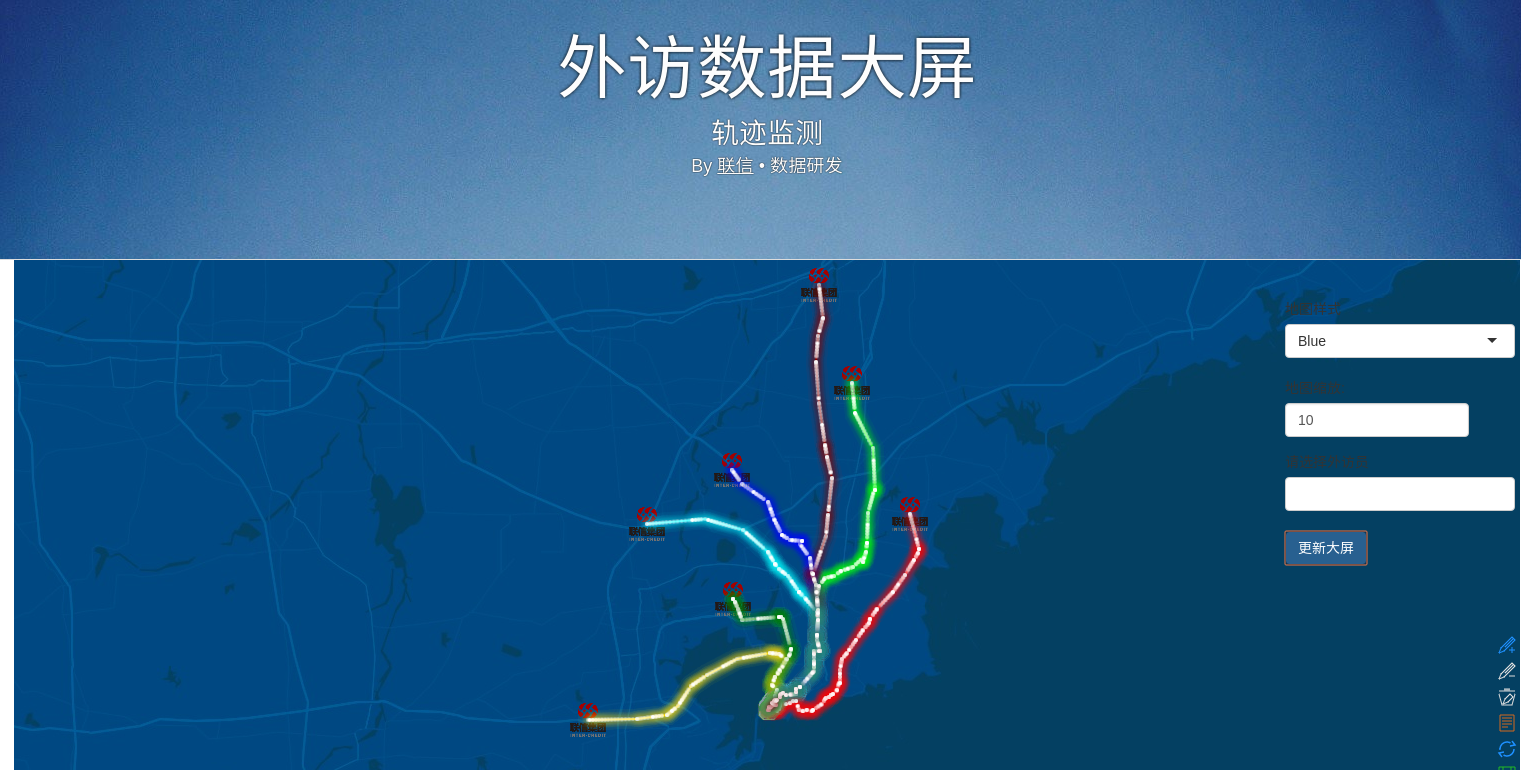 外访数据大屏
轨迹监测
By 联信 • 数据研发
联信集团
INTER-CREDIT
联信集团
INTER-CREDIT
联信集团
INTER-CREDIT
联信集团
INTER-CREDIT
联信集团
INTER-CREDIT
联信集团
INTER-CREDIT
联信集团
INTER-CREDIT
Blue
10
更新大屏